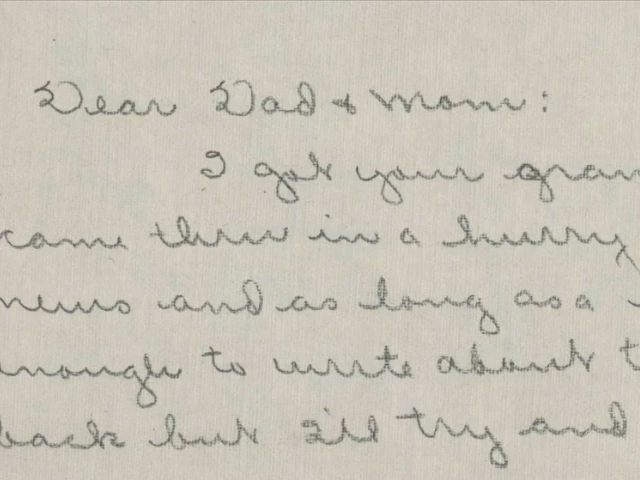 Dear Dad & Mom:
I got your gram
came thru in a hurry
news and as long as a
enough to write about
back but I'll try and